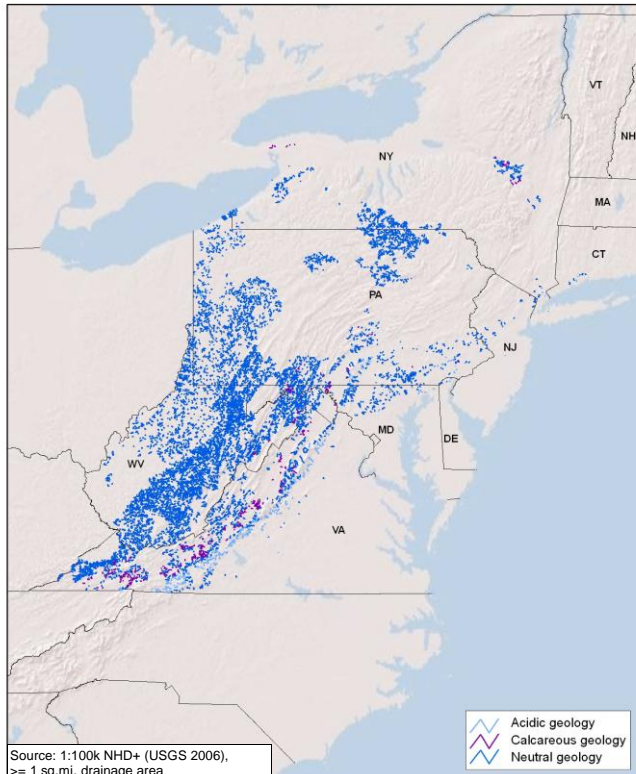 VT
NH
NY
MA
CT
PA
NJ
MD
DE
WV
VA
Acidic geology
Calcareous geology
Neutral geology
Source: 1:100k NHD+ (USGS 2006),
>= 1 sq.mi. drainage area